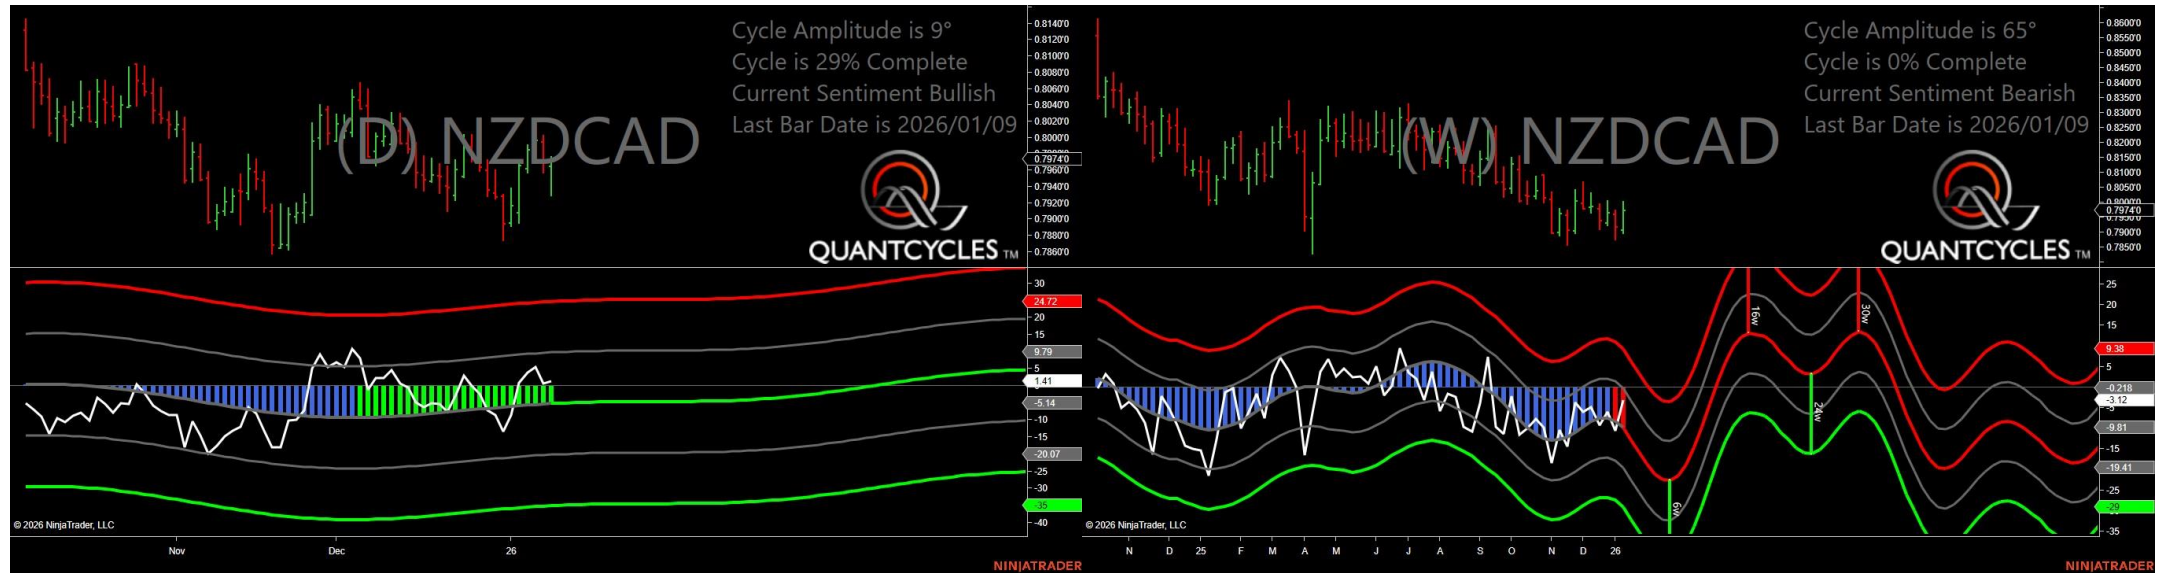 Cycle Amplitude is 9°
Cycle is 29% Complete
Current Sentiment Bullish
Last Bar Date is 2026/01/09
(D) NZDCAD
QUANTCYCLES TM
0.8140'0
0.8120'0
0.8100'0
0.8080'0
0.8060'0
0.8040'0
0.8020'0
0.8000'0
0.7974'0
0.7960'0
0.7940'0
0.7920'0
0.7900'0
0.7880'0
0.7860'0
30
24.72
20
15
9.79
5
1.41
-5.14
-10
-15
-20.07
-25
-30
-35
-40
© 2026 NinjaTrader, LLC
Nov Dec 26
NINJATRADER
Cycle Amplitude is 65°
Cycle is 0% Complete
Current Sentiment Bearish
Last Bar Date is 2026/01/09
(W) NZDCAD
QUANTCYCLES TM
0.8600'0
0.8550'0
0.8500'0
0.8450'0
0.8400'0
0.8350'0
0.8300'0
0.8250'0
0.8200'0
0.8150'0
0.8100'0
0.8050'0
0.8000'0
0.7974'0
0.7900'0
0.7850'0
16w
30w
24w
6w
25
20
15
9.38
5
-0.218
-3.12
-5
-9.81
-15
-19.41
-25
-29
-35
© 2026 NinjaTrader, LLC
N D 25 F M A M J J A S O N D 26
NINJATRADER